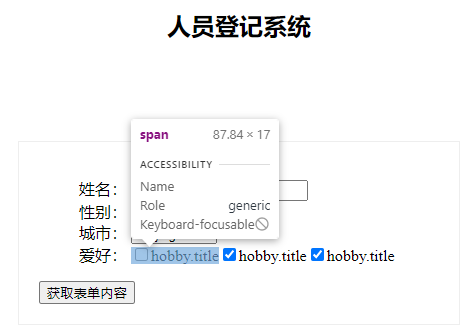 人员登记系统
span 87.84 × 17
ACCESSIBILITY
Name
Role generic
Keyboard-focusable
姓名：
性别：
城市：
爱好： hobby.title hobby.title hobby.title
获取表单内容